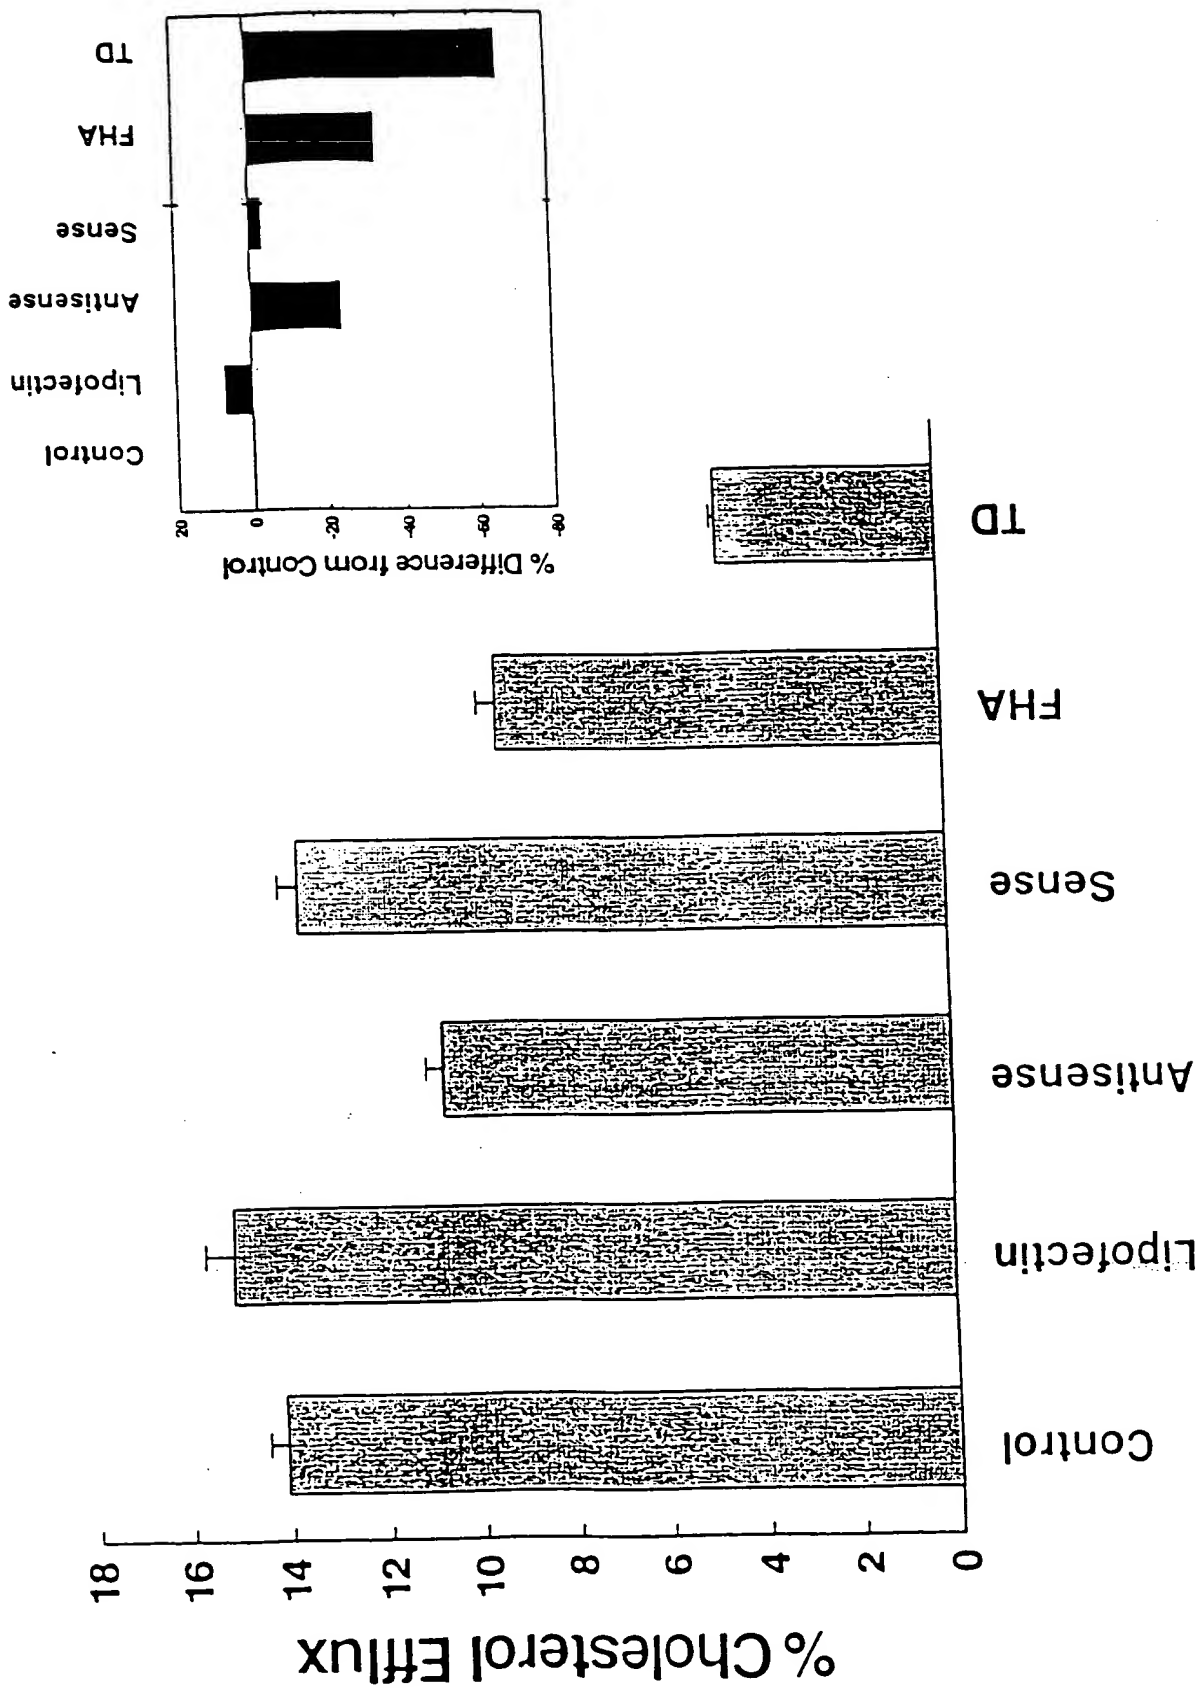 % Cholesterol Efflux
18
16
14
12
10
8
6
4
2
0
Control
Lipofectin
Antisense
Sense
FHA
TD
% Difference from Control
20
0
-20
-40
-60
-80
Control
Lipofectin
Antisense
Sense
FHA
TD